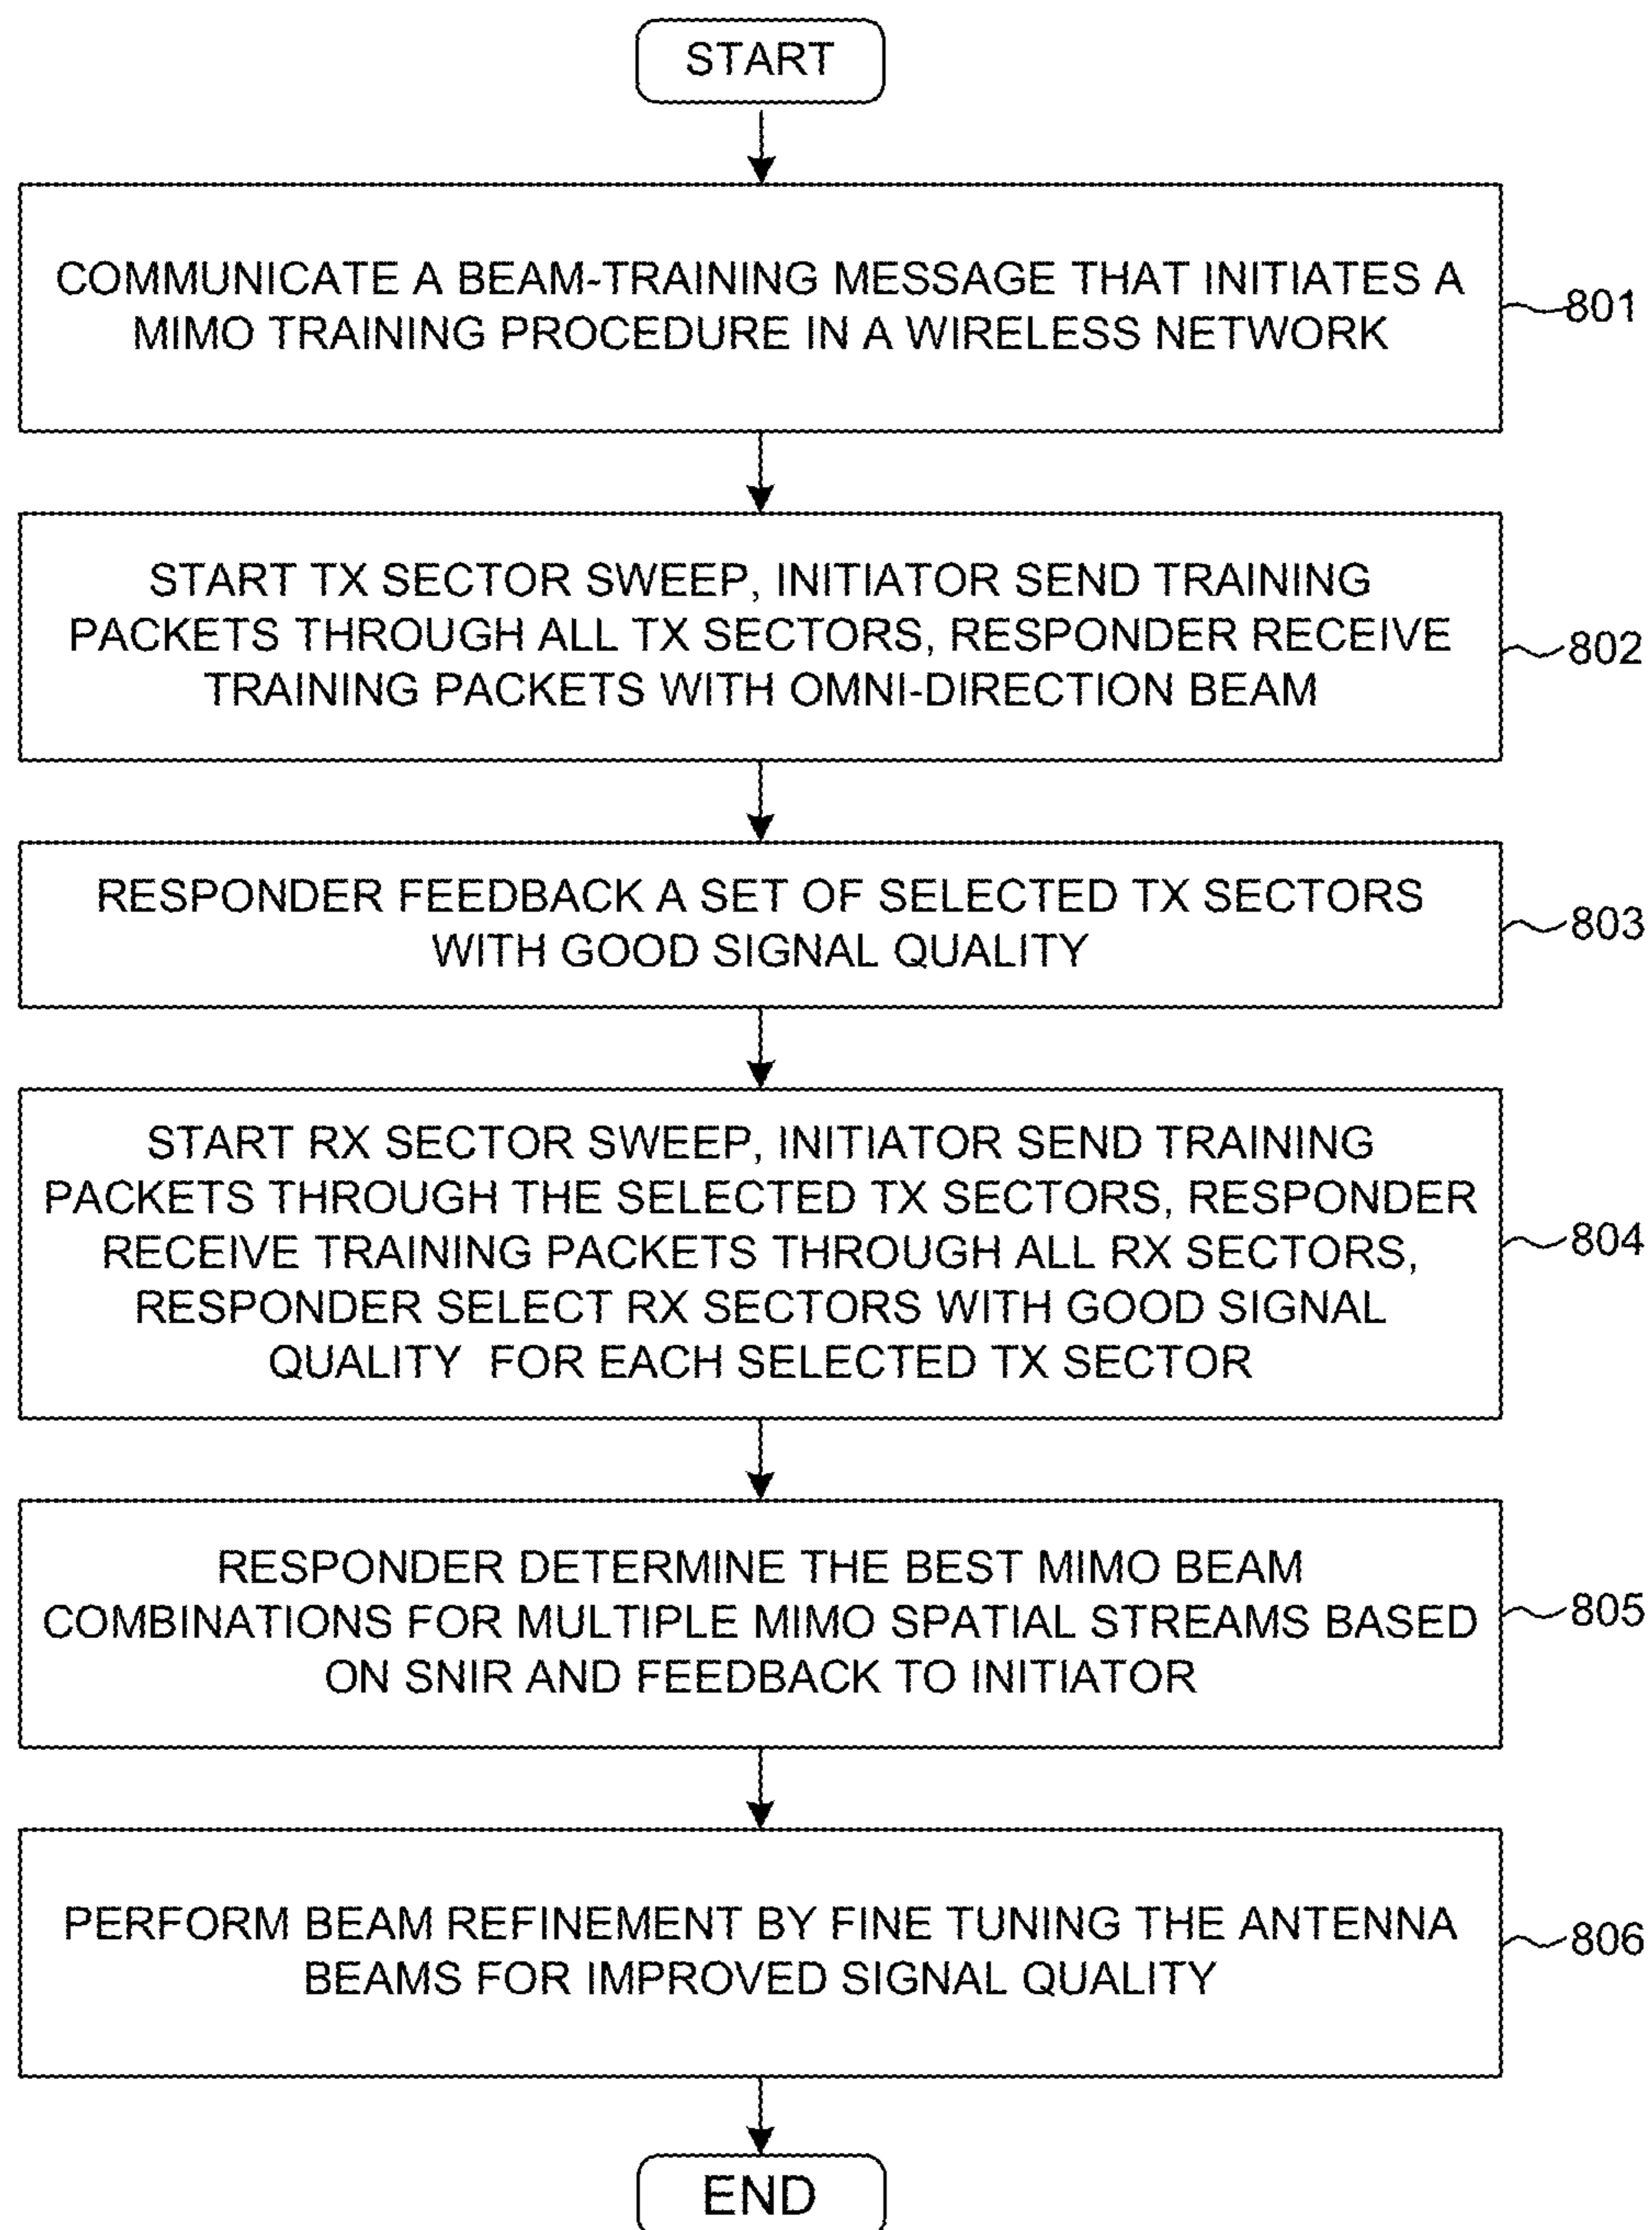 START
COMMUNICATE A BEAM-TRAINING MESSAGE THAT INITIATES A
MIMO TRAINING PROCEDURE IN A WIRELESS NETWORK
801
START TX SECTOR SWEEP, INITIATOR SEND TRAINING
PACKETS THROUGH ALL TX SECTORS, RESPONDER RECEIVE
TRAINING PACKETS WITH OMNI-DIRECTION BEAM
802
RESPONDER FEEDBACK A SET OF SELECTED TX SECTORS
WITH GOOD SIGNAL QUALITY
803
START RX SECTOR SWEEP, INITIATOR SEND TRAINING
PACKETS THROUGH THE SELECTED TX SECTORS, RESPONDER
RECEIVE TRAINING PACKETS THROUGH ALL RX SECTORS,
RESPONDER SELECT RX SECTORS WITH GOOD SIGNAL
QUALITY FOR EACH SELECTED TX SECTOR
804
RESPONDER DETERMINE THE BEST MIMO BEAM
COMBINATIONS FOR MULTIPLE MIMO SPATIAL STREAMS BASED
ON SNIR AND FEEDBACK TO INITIATOR
805
PERFORM BEAM REFINEMENT BY FINE TUNING THE ANTENNA
BEAMS FOR IMPROVED SIGNAL QUALITY
806
END